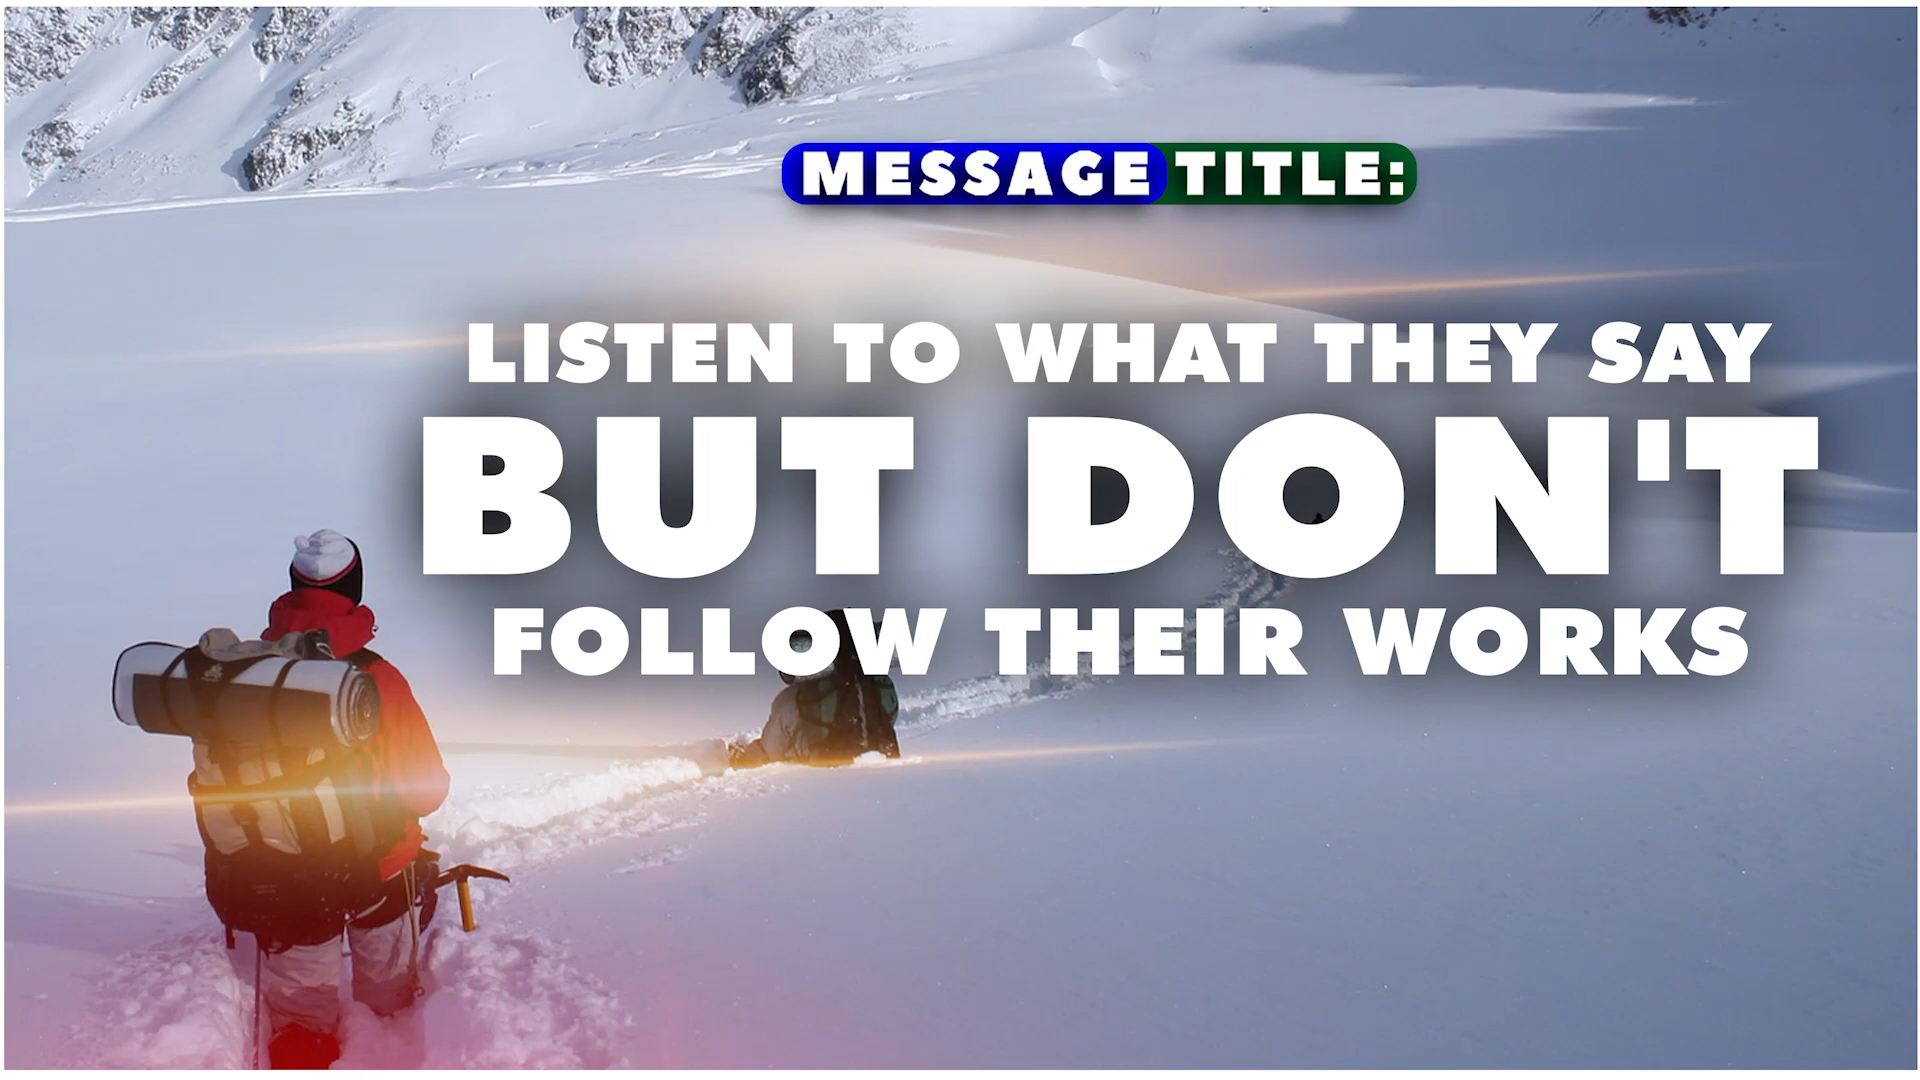 MESSAGE TITLE:
LISTEN TO WHAT THEY SAY
BUT DON'T
FOLLOW THEIR WORKS